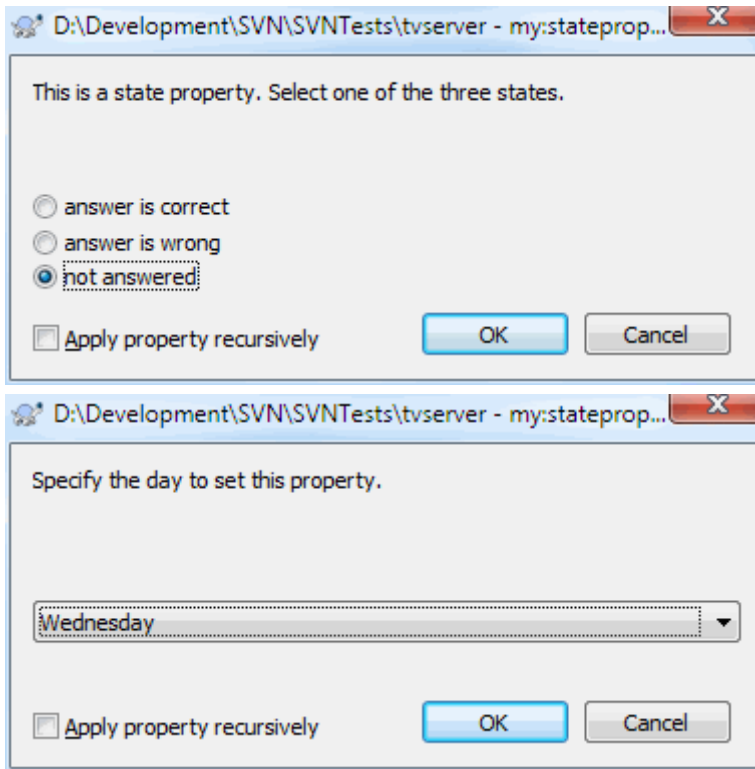 D:\Development\SVN\SVNTests\tvserver - my:stateprop...
This is a state property. Select one of the three states.
answer is correct
answer is wrong
not answered
Apply property recursively
OK
Cancel
D:\Development\SVN\SVNTests\tvserver - my:stateprop...
Specify the day to set this property.
Wednesday
Apply property recursively
OK
Cancel